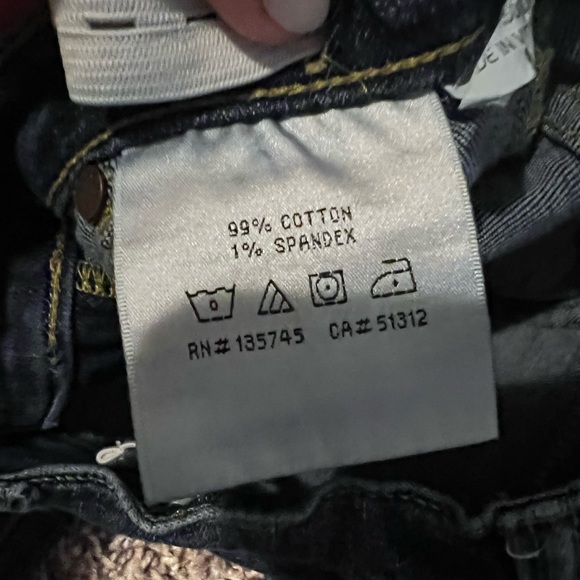 99% COTTON
1% SPANDEX
RN# 135745 CA# 51312